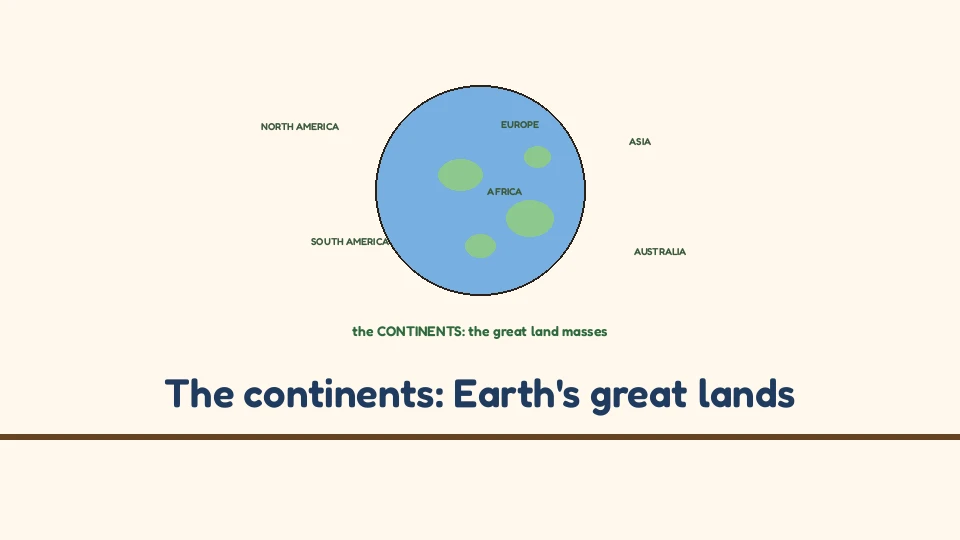 EUROPE
NORTH AMERICA
ASIA
AFRICA
SOUTH AMERICA
AUSTRALIA
the CONTINENTS: the great land masses
The continents: Earth's great lands